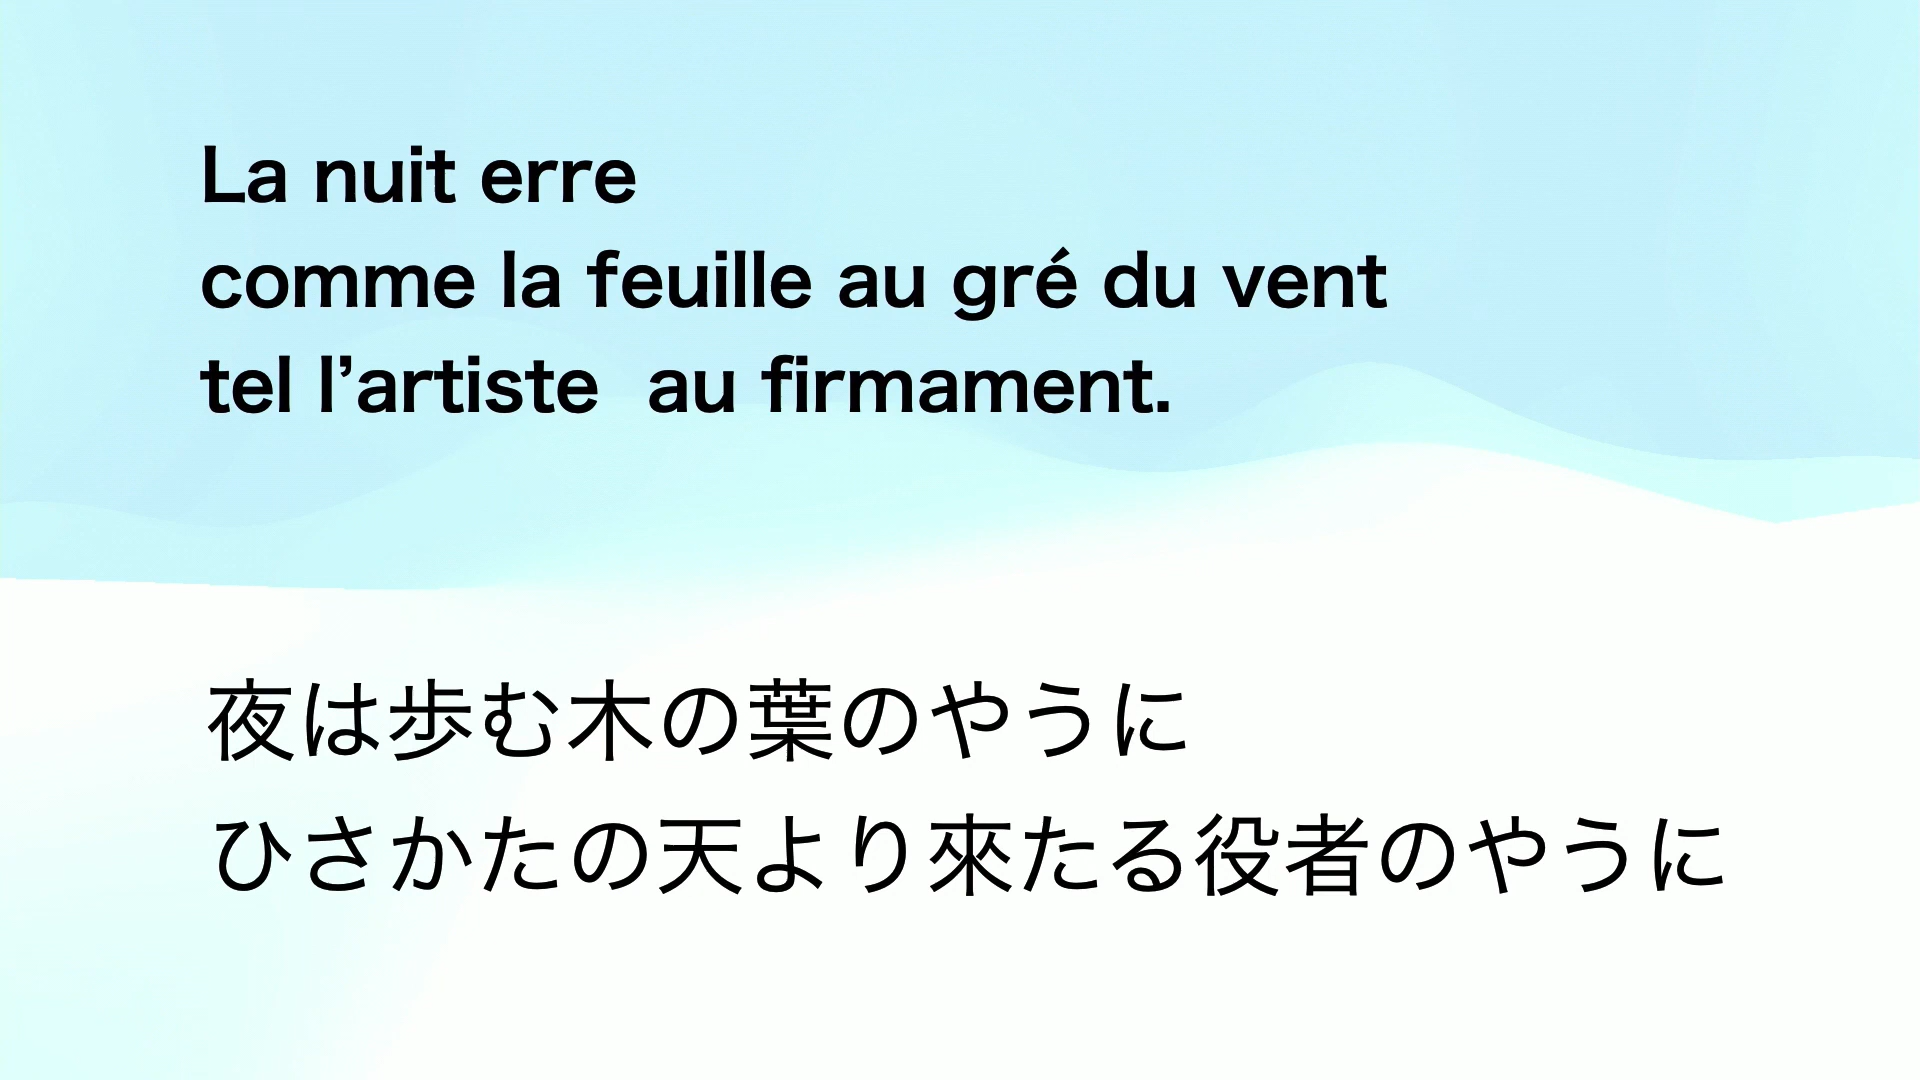 La nuit erre
comme la feuille au gré du vent
tel l’artiste  au firmament.
夜は歩む木の葉のやうに
ひさかたの天より來たる役者のやうに